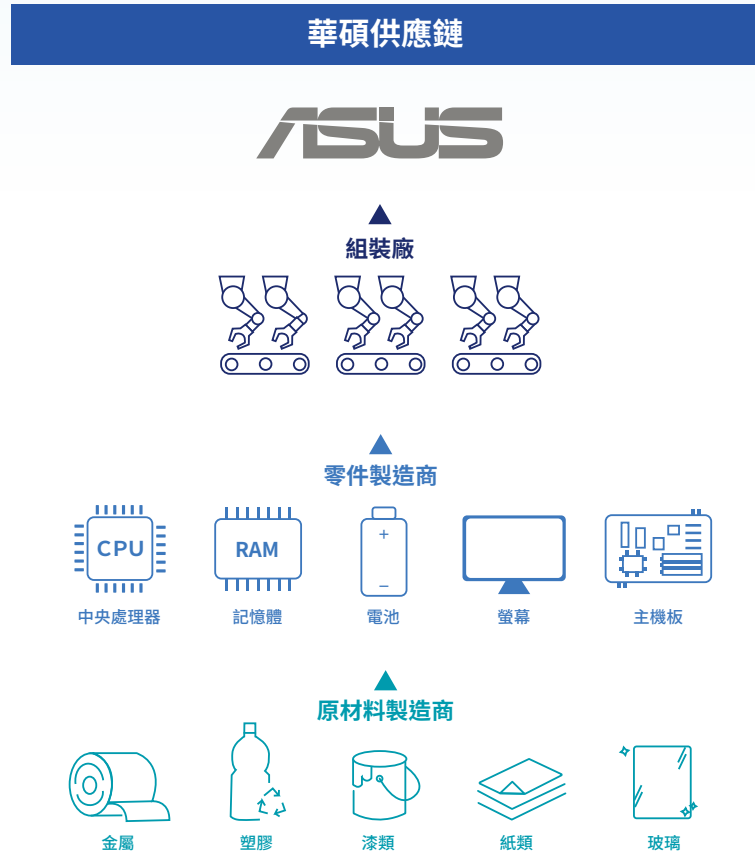 華碩供應鏈
ASUS
組裝廠
零件製造商
CPU
RAM
+
−
中央處理器
記憶體
電池
螢幕
主機板
原材料製造商
金屬
塑膠
漆類
紙類
玻璃